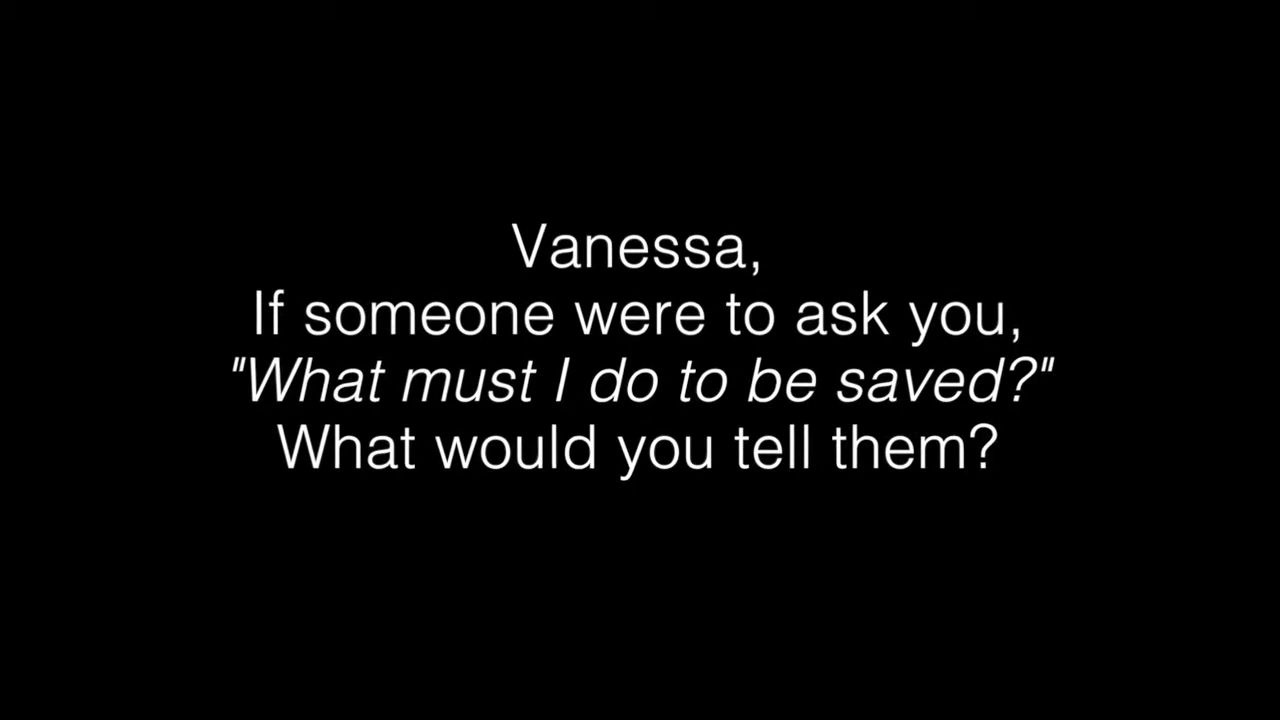 Vanessa,
If someone were to ask you,
"What must I do to be saved?"
What would you tell them?